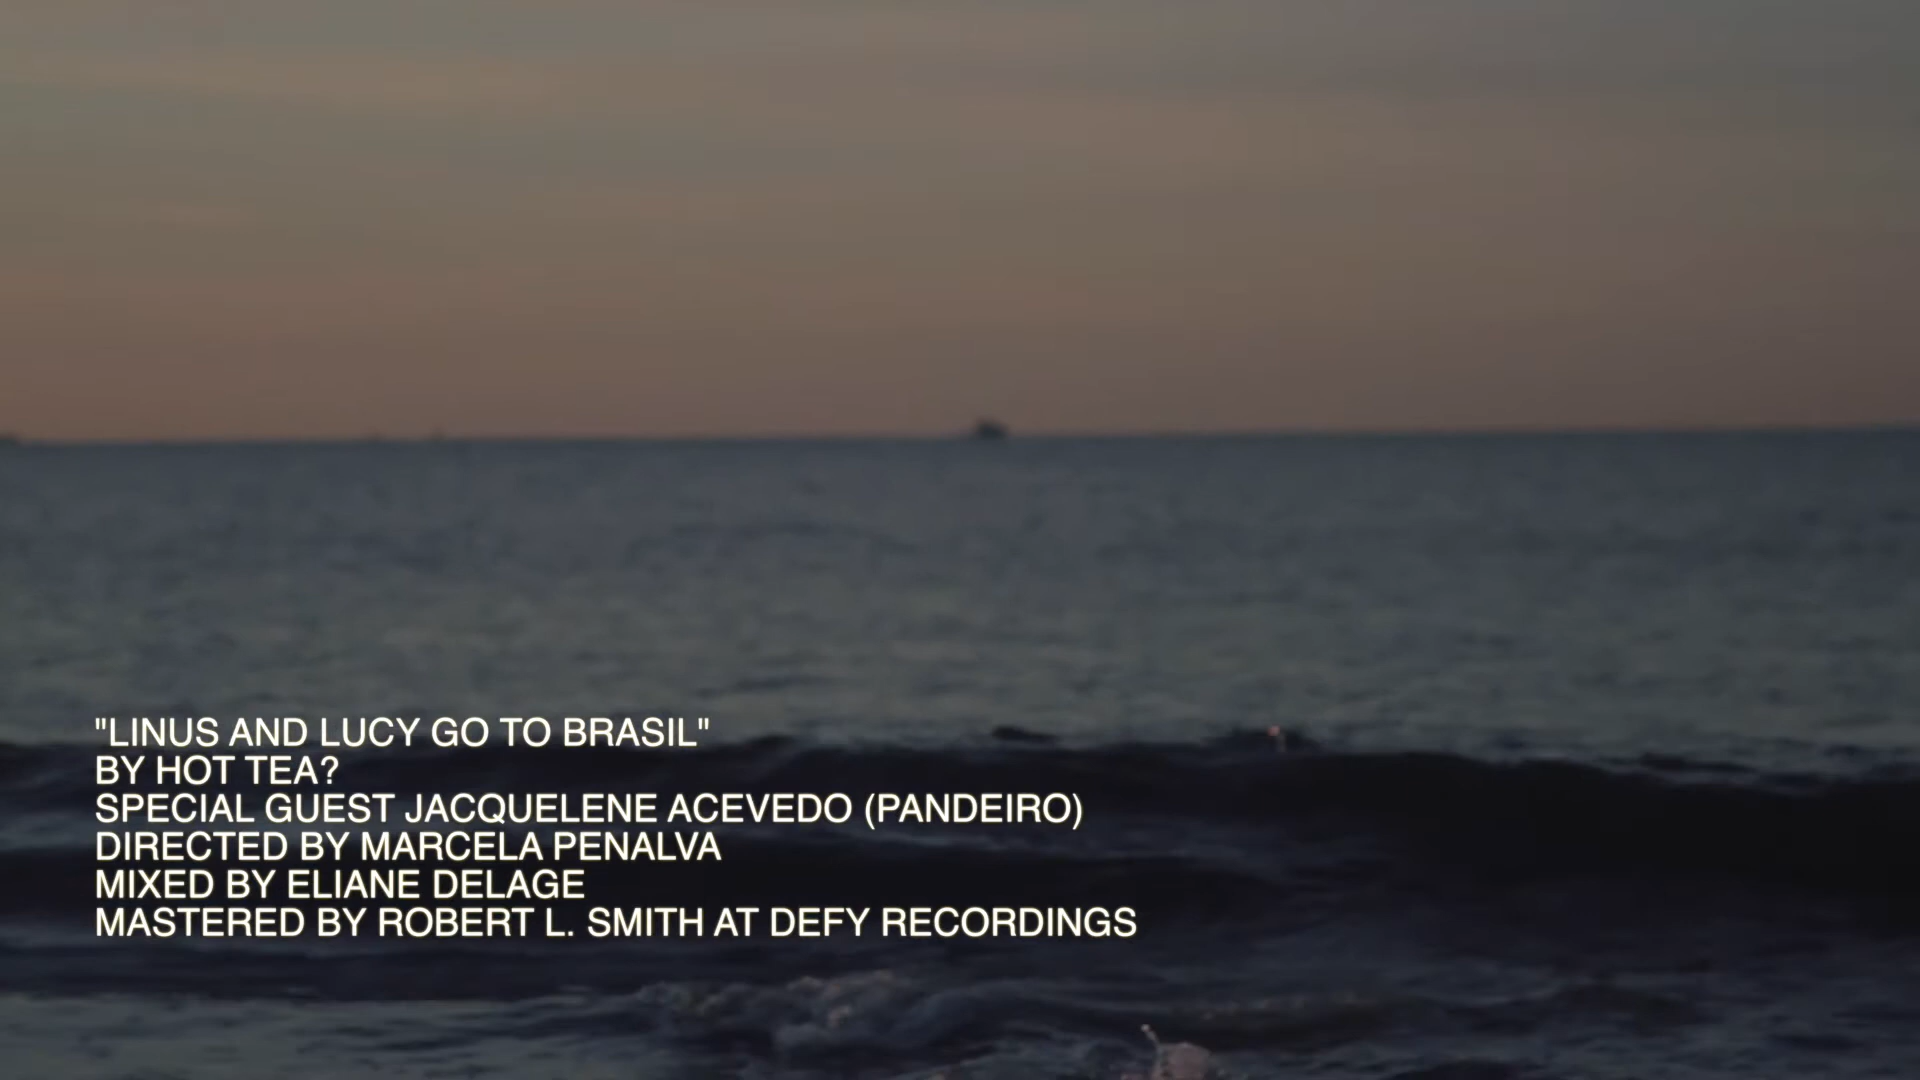 "LINUS AND LUCY GO TO BRASIL"
BY HOT TEA?
SPECIAL GUEST JACQUELENE ACEVEDO (PANDEIRO)
DIRECTED BY MARCELA PENALVA
MIXED BY ELIANE DELAGE
MASTERED BY ROBERT L. SMITH AT DEFY RECORDINGS